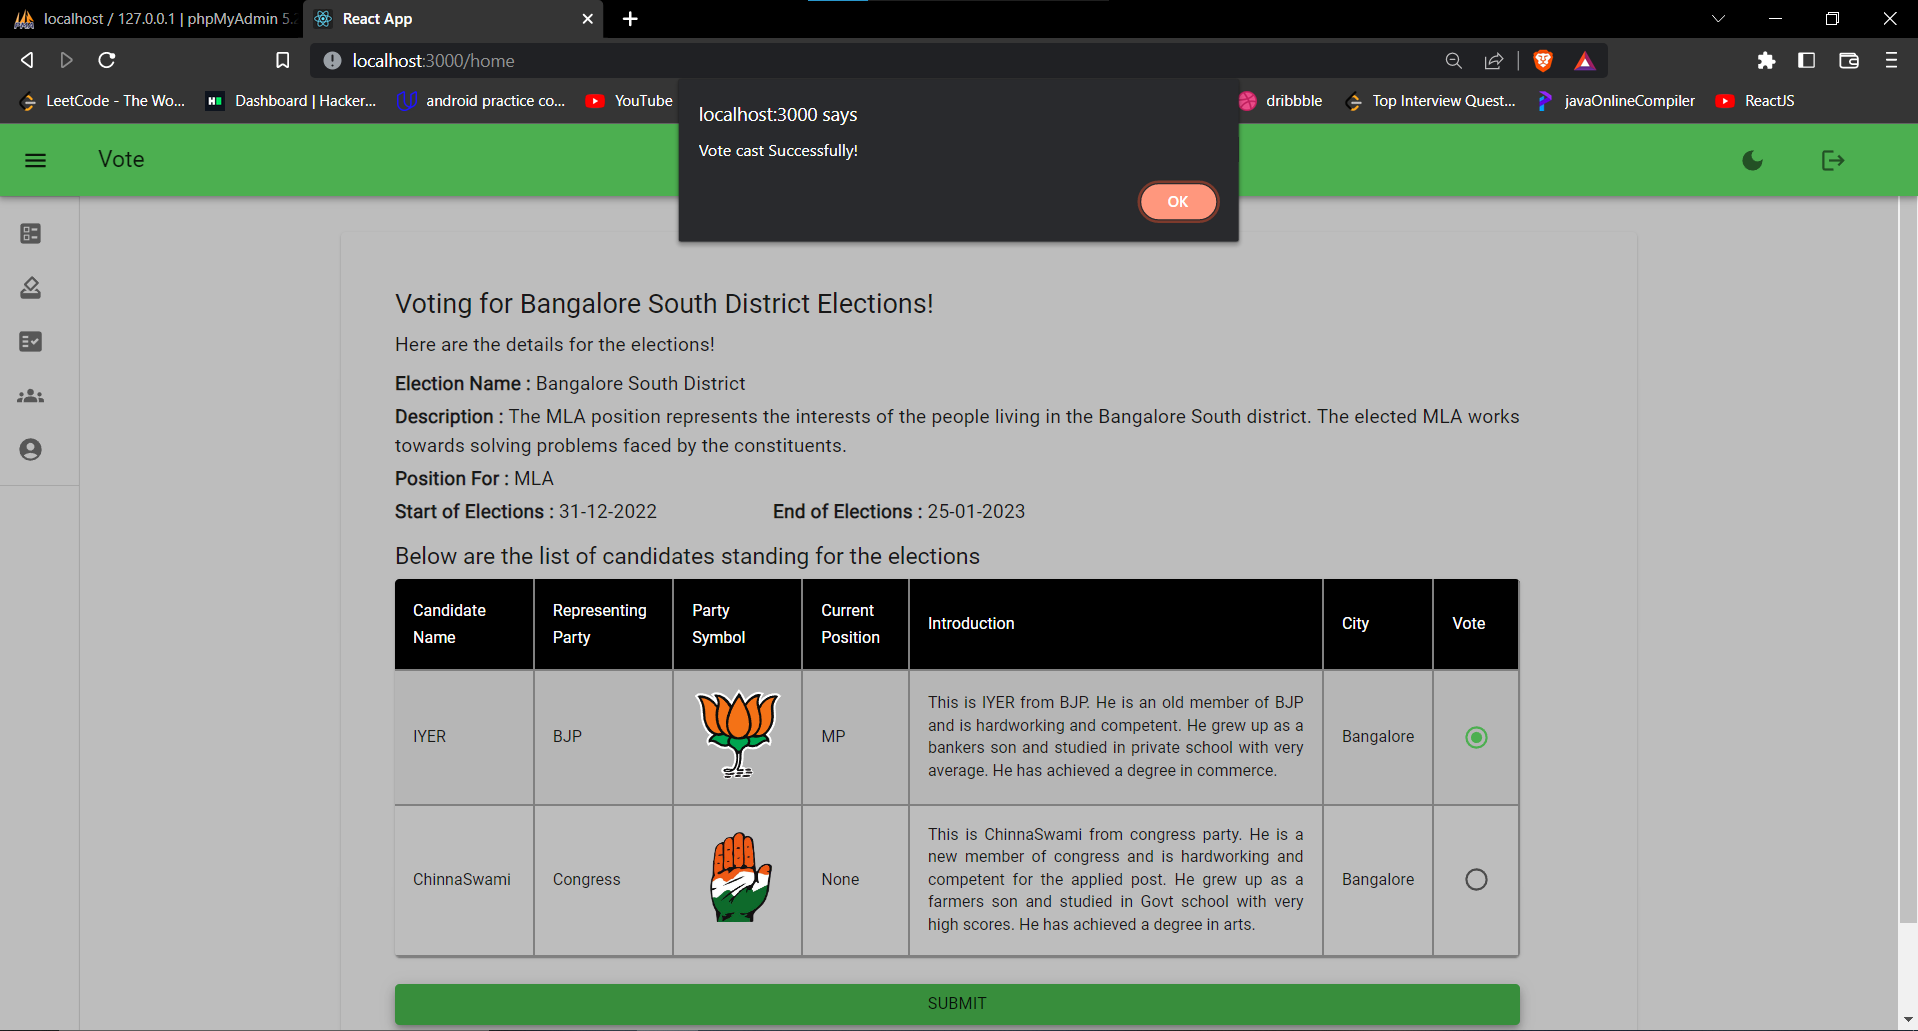 localhost / 127.0.0.1 | phpMyAdmin 5.
React App
localhost:3000/home
LeetCode - The Wo...
Dashboard | Hacker...
android practice co...
YouTube
dribbble
Top Interview Quest...
javaOnlineCompiler
ReactJS
localhost:3000 says
Vote cast Successfully!
OK
Vote
Voting for Bangalore South District Elections!
Here are the details for the elections!
Election Name : Bangalore South District
Description : The MLA position represents the interests of the people living in the Bangalore South district. The elected MLA works
towards solving problems faced by the constituents.
Position For : MLA
Start of Elections : 31-12-2022 End of Elections : 25-01-2023
Below are the list of candidates standing for the elections
Candidate
Name
Representing
Party
Party
Symbol
Current
Position
Introduction
City
Vote
IYER
BJP
MP
This is IYER from BJP. He is an old member of BJP
and is hardworking and competent. He grew up as a
bankers son and studied in private school with very
average. He has achieved a degree in commerce.
Bangalore
ChinnaSwami
Congress
None
This is ChinnaSwami from congress party. He is a
new member of congress and is hardworking and
competent for the applied post. He grew up as a
farmers son and studied in Govt school with very
high scores. He has achieved a degree in arts.
Bangalore
SUBMIT